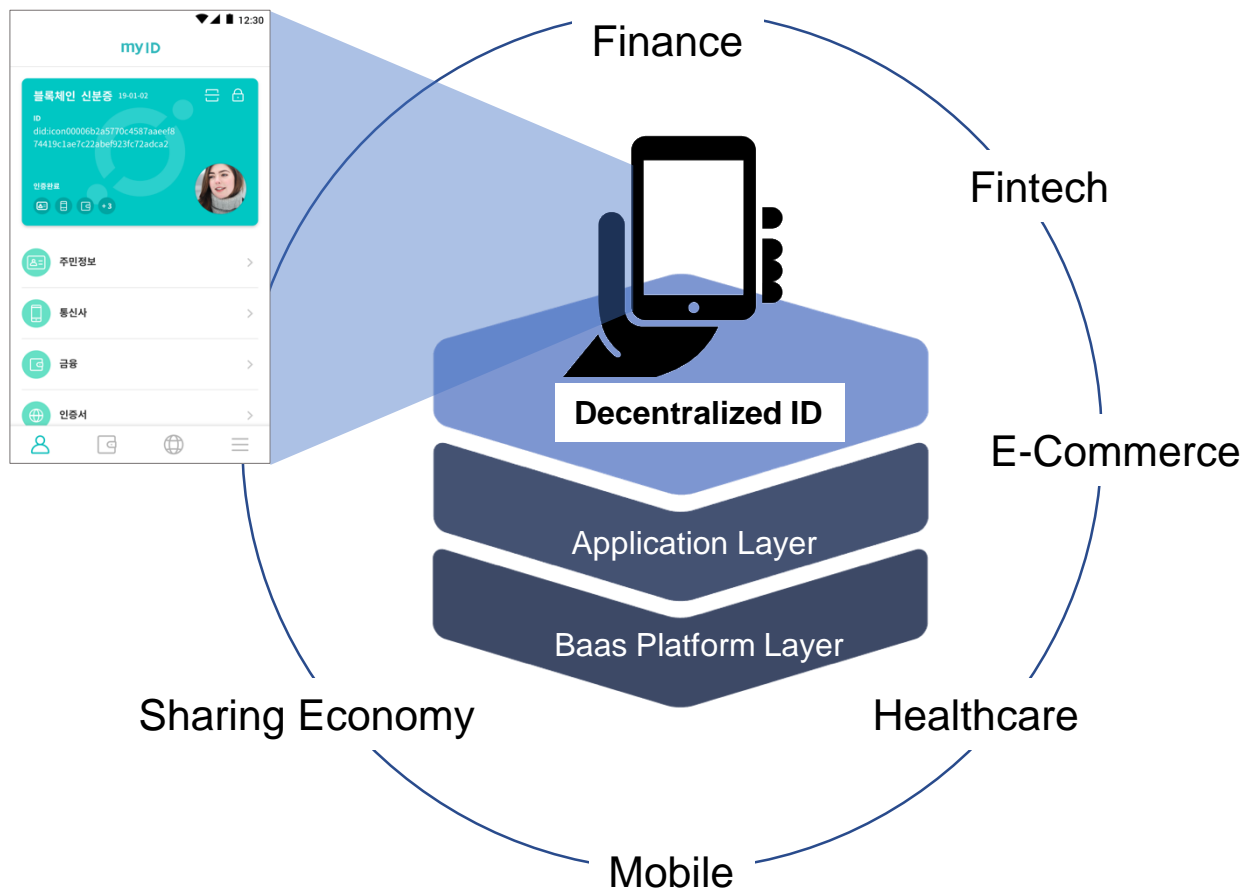 12:30
my ID
블록체인 신분증 19-01-02
ID
did:icon00006b2a5770c4587aaeef8
74419c1ae7c22abef923fc72adca2
인증완료
+3
주민정보
통신사
금융
인증서
Finance
Fintech
E-Commerce
Decentralized ID
Application Layer
Baas Platform Layer
Sharing Economy
Healthcare
Mobile